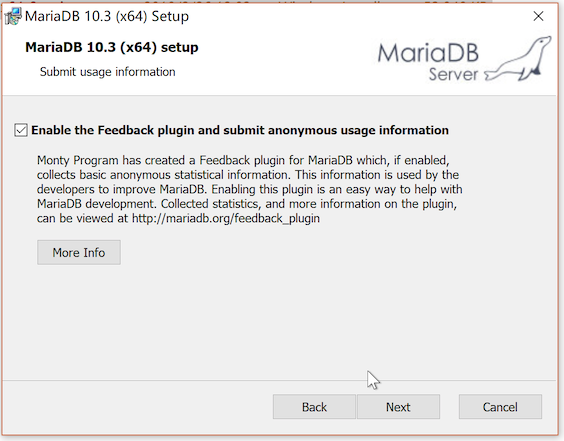 MariaDB 10.3 (x64) Setup
MariaDB 10.3 (x64) setup
Submit usage information
MariaDB
Server
Enable the Feedback plugin and submit anonymous usage information
Monty Program has created a Feedback plugin for MariaDB which, if enabled,
collects basic anonymous statistical information. This information is used by the
developers to improve MariaDB. Enabling this plugin is an easy way to help with
MariaDB development. Collected statistics, and more information on the plugin,
can be viewed at http://mariadb.org/feedback_plugin
More Info
Back
Next
Cancel